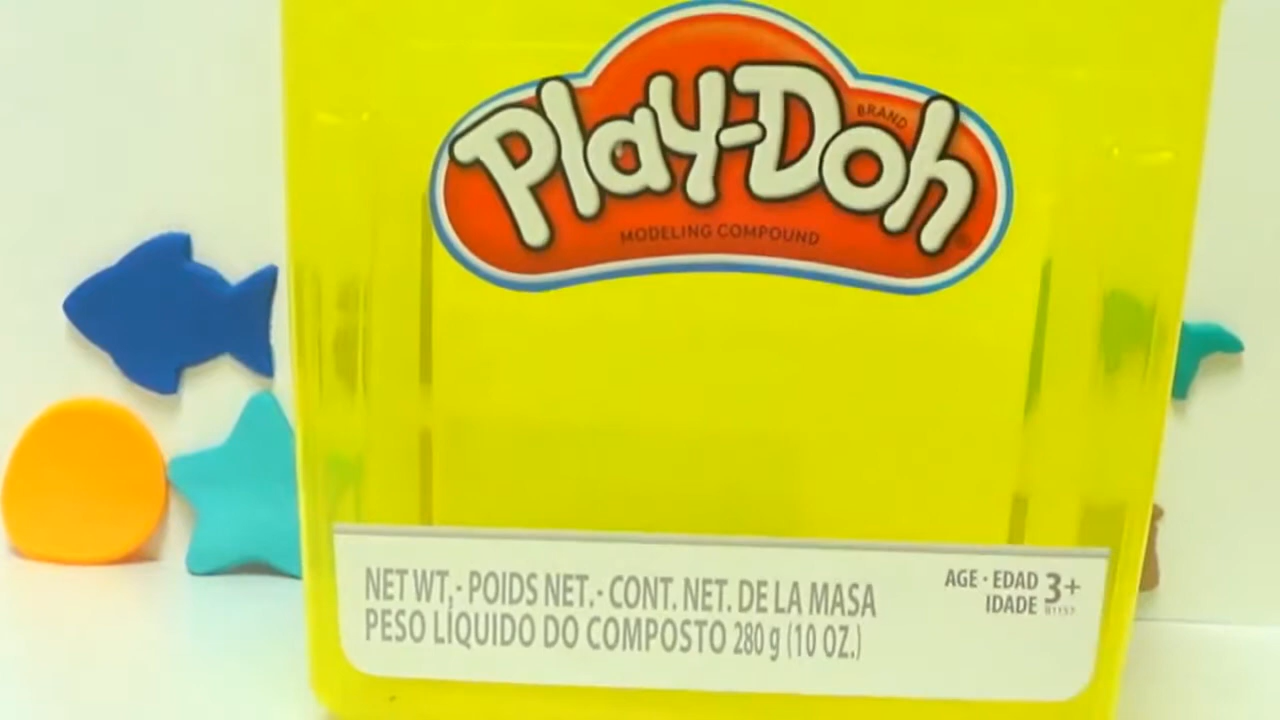 Play-Doh
BRAND
MODELING COMPOUND
NET WT.- POIDS NET.- CONT. NET. DE LA MASA
PESO LÍQUIDO DO COMPOSTO 280 g (10 OZ.)
AGE · EDAD 3+
IDADE